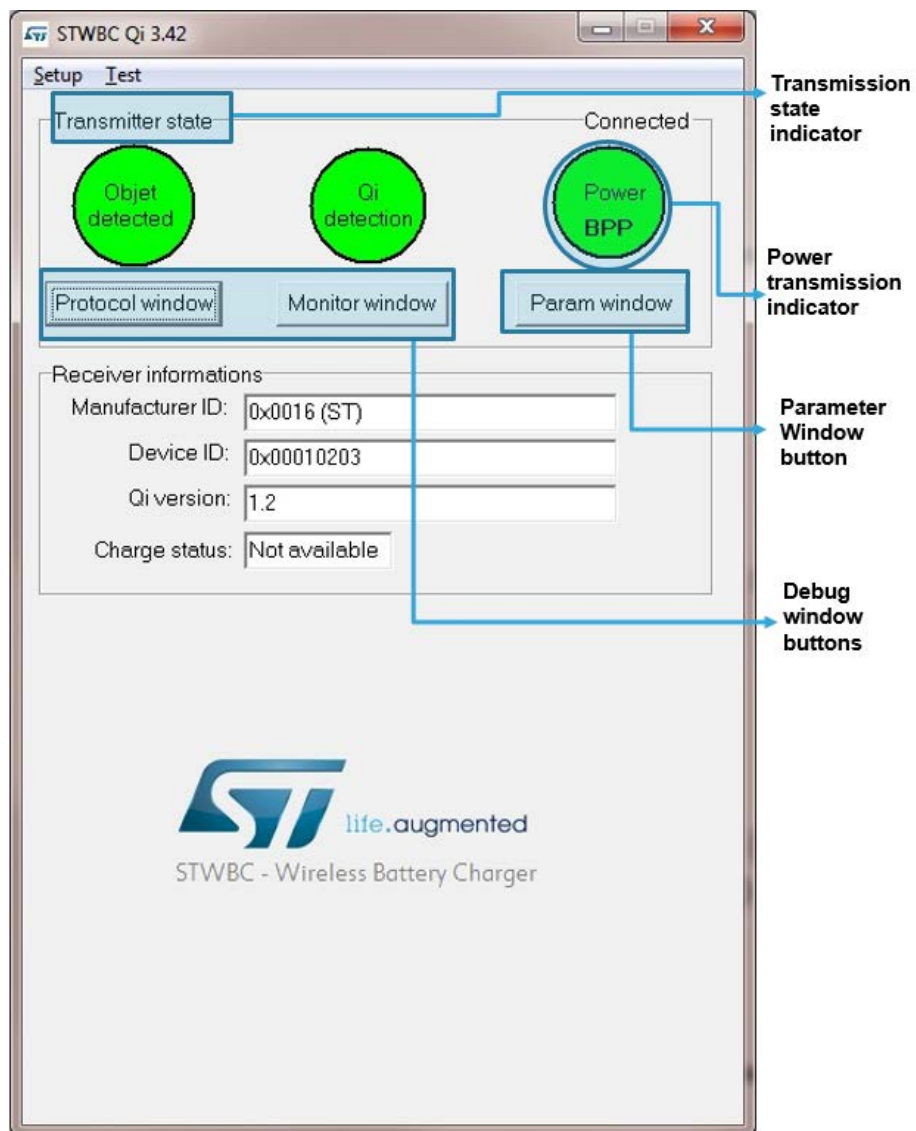 STWBC Qi 3.42
Setup Test
Transmitter state
Connected
Objet
detected
Qi
detection
Power
BPP
Protocol window
Monitor window
Param window
Receiver informations
Manufacturer ID: 0x0016 (ST)
Device ID: 0x00010203
Qi version: 1.2
Charge status: Not available
ST life.augmented
STWBC - Wireless Battery Charger
Transmission
state
indicator
Power
transmission
indicator
Parameter
Window
button
Debug
window
buttons